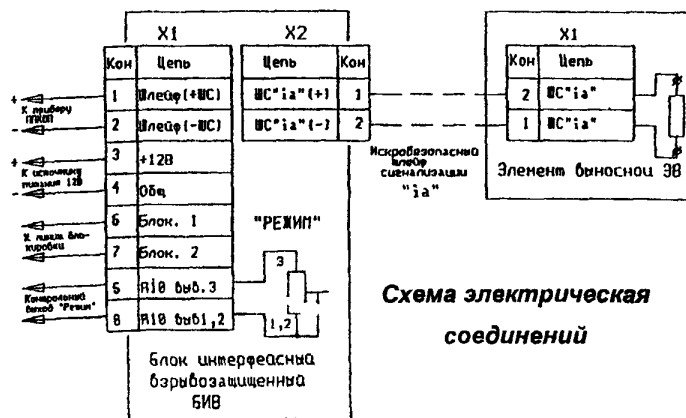 X1
X2
X1
Кон Цепь
Цепь Кон
Кон Цепь
1 Шлейф(+ШС)
ШС"ia"(+) 1
2 ШС"ia"
+
К прибору
ППКОП
-
2 Шлейф(-ШС)
ШС"ia"(-) 2
1 ШС"ia"
+
К источнику
питания 12В
-
3 +12В
4 Общ
Искробезопасный
шлейф
сигнализации
"ia"
Элемент выносной ЭВ
К линии бло-
кировки
6 Блок. 1
7 Блок. 2
"РЕЖИМ"
Контрольный
выход "Режим"
5 R10 выв.3
8 R10 выв1,2
3
1,2
Схема электрическая
соединений
Блок интерфейсный
взрывозащищенный
БИВ